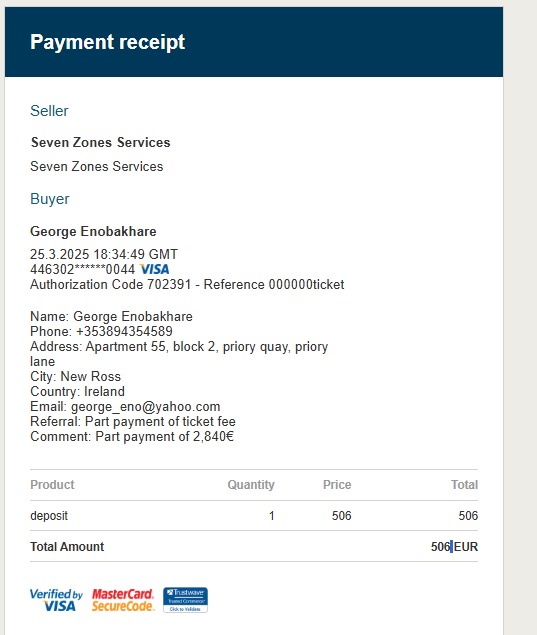 Payment receipt
Seller
Seven Zones Services
Seven Zones Services
Buyer
George Enobakhare
25.3.2025 18:34:49 GMT
446302******0044 VISA
Authorization Code 702391 - Reference 000000ticket
Name: George Enobakhare
Phone: +353894354589
Address: Apartment 55, block 2, priory quay, priory
lane
City: New Ross
Country: Ireland
Email: george_eno@yahoo.com
Referral: Part payment of ticket fee
Comment: Part payment of 2,840€
Product Quantity Price Total
deposit 1 506 506
Total Amount 506 EUR
Verified by VISA
MasterCard. SecureCode.
Trustwave Trusted Commerce Click to Validate